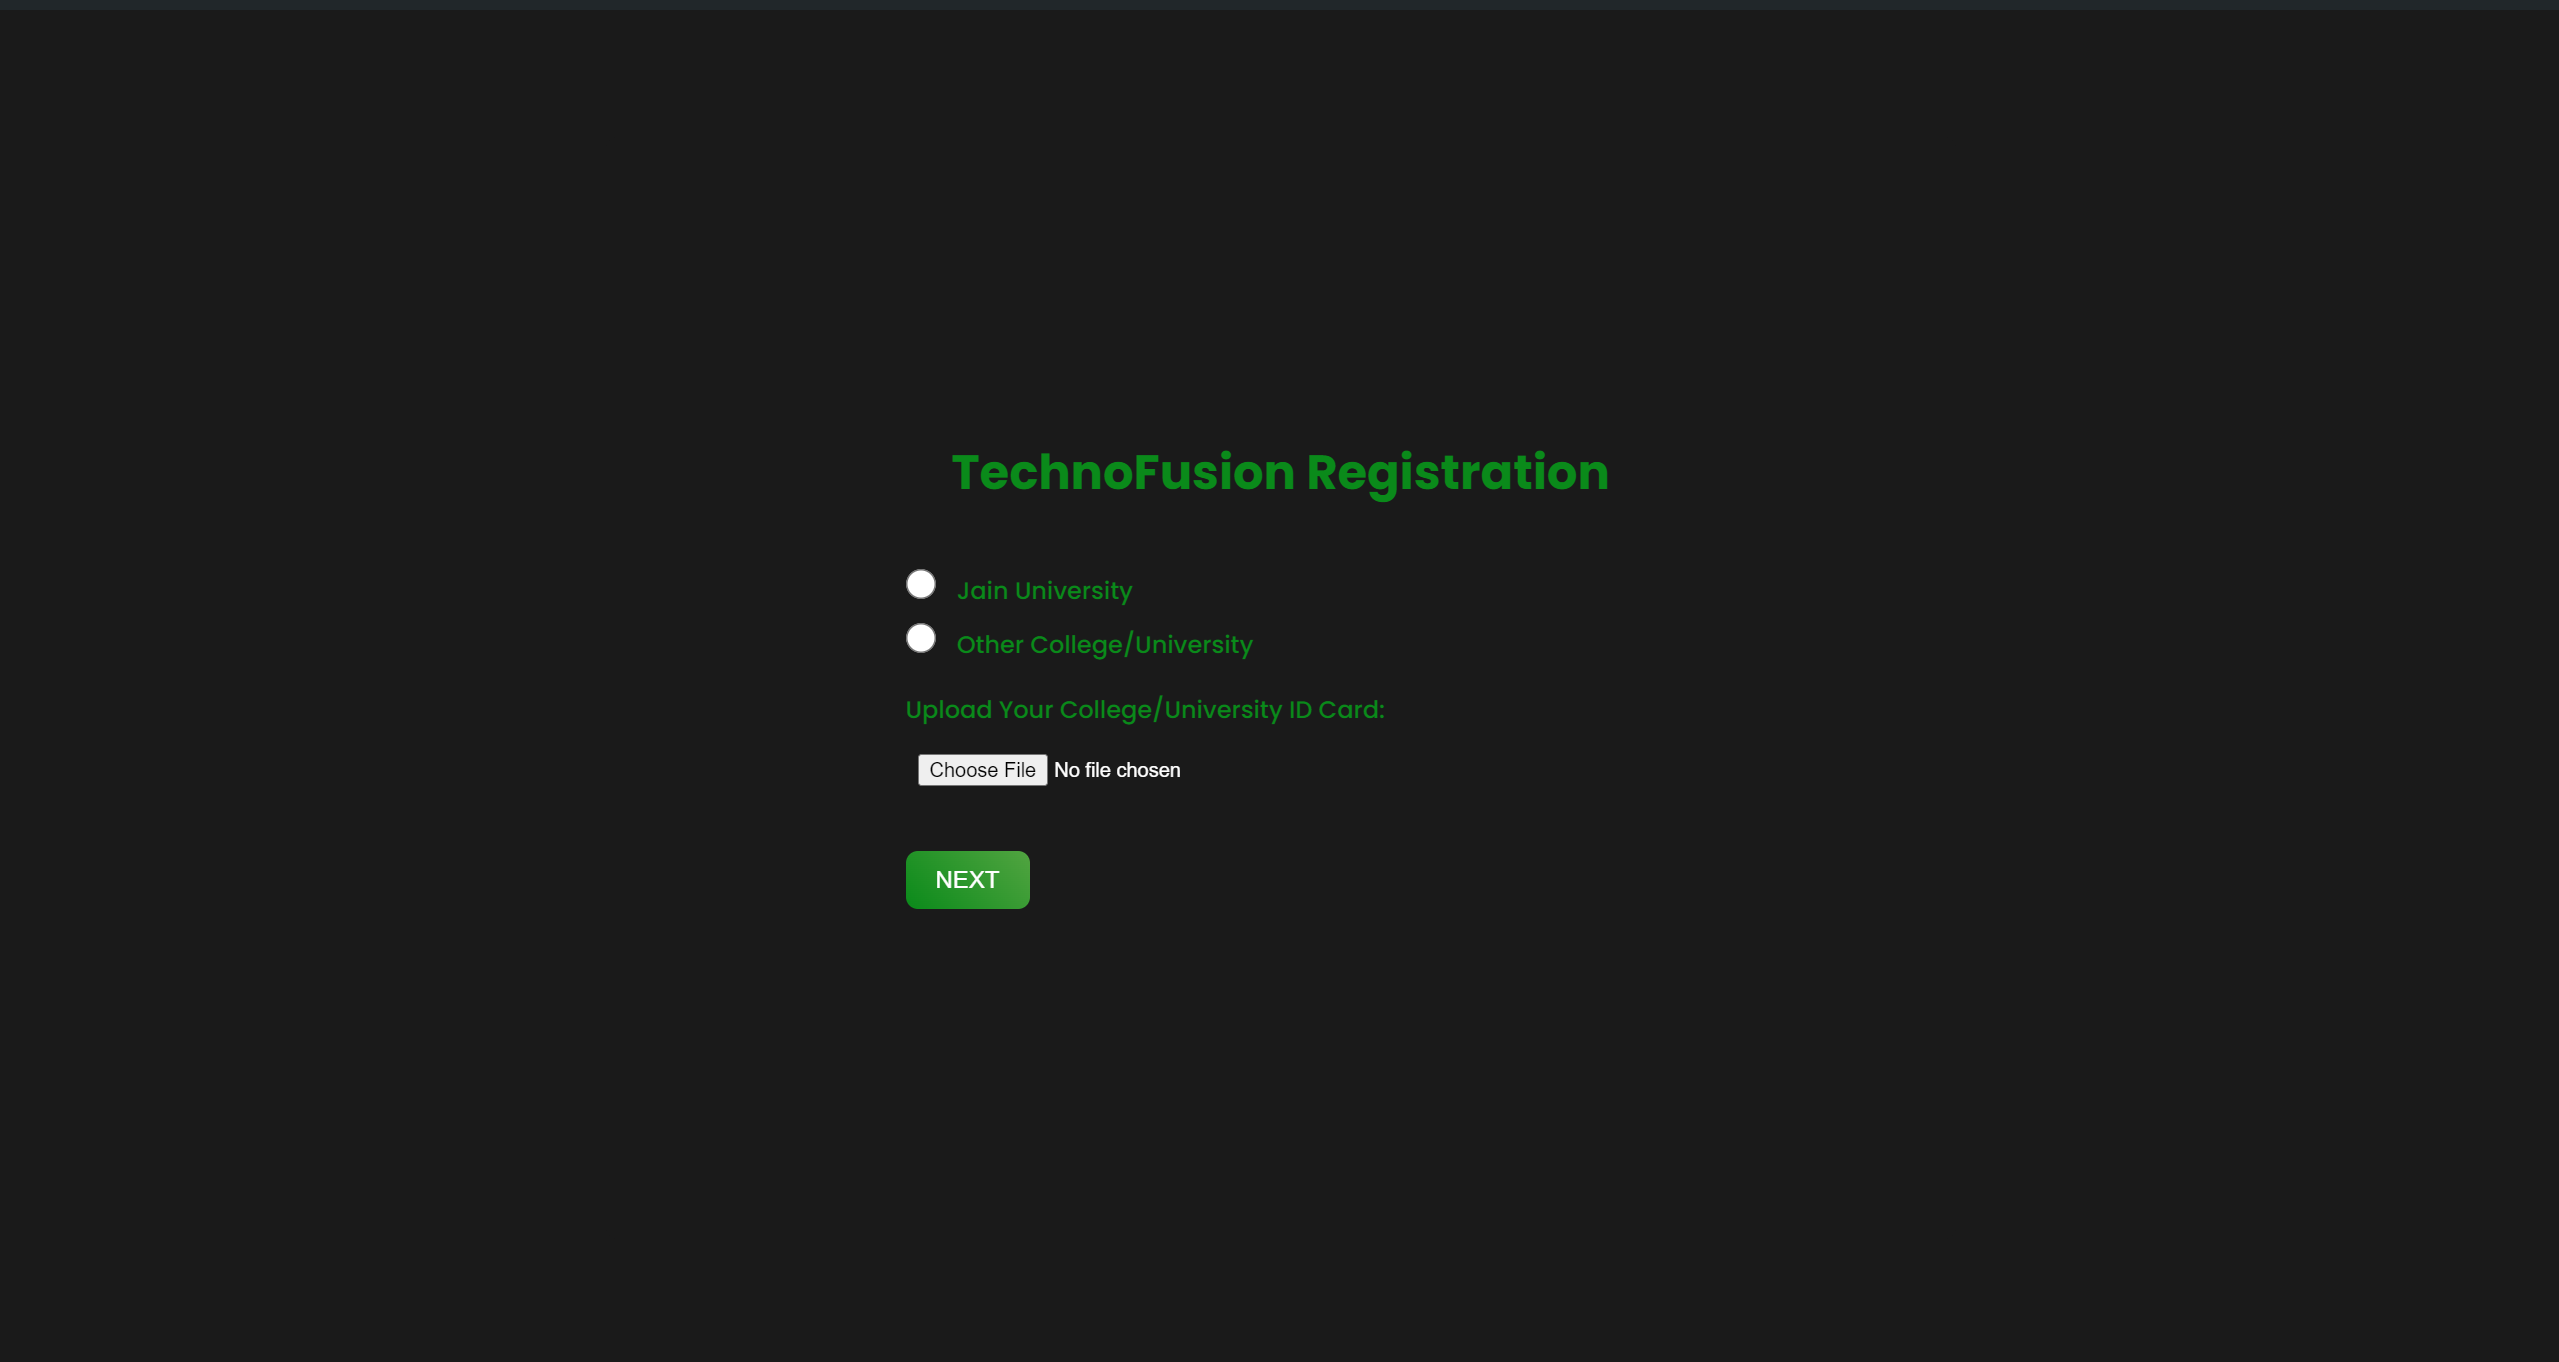 TechnoFusion Registration
Jain University
Other College/University
Upload Your College/University ID Card:
Choose File No file chosen
NEXT